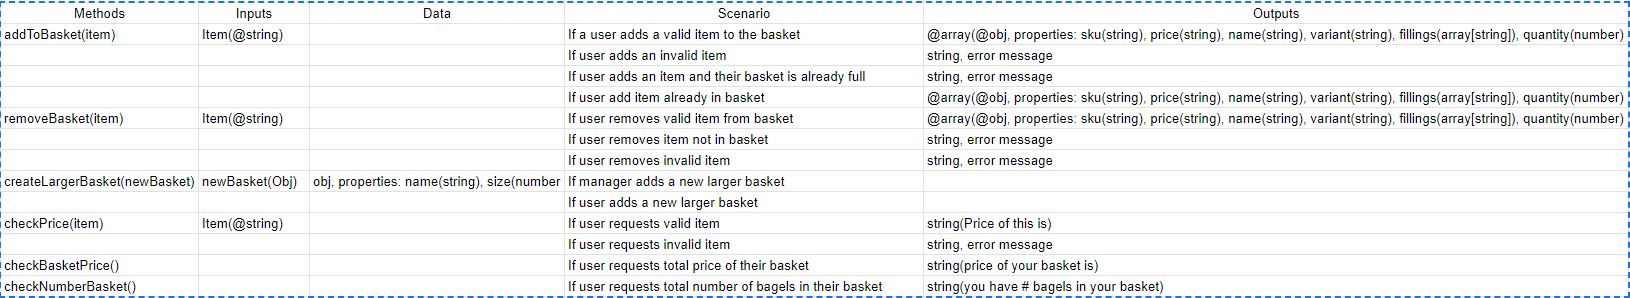 Methods Inputs Data Scenario Outputs
addToBasket(item) Item(@string) If a user adds a valid item to the basket @array(@obj, properties: sku(string), price(string), name(string), variant(string), fillings(array[string]), quantity(number)
If user adds an invalid item string, error message
If user adds an item and their basket is already full string, error message
If user add item already in basket @array(@obj, properties: sku(string), price(string), name(string), variant(string), fillings(array[string]), quantity(number)
removeBasket(item) Item(@string) If user removes valid item from basket @array(@obj, properties: sku(string), price(string), name(string), variant(string), fillings(array[string]), quantity(number)
If user removes item not in basket string, error message
If user removes invalid item string, error message
createLargerBasket(newBasket) newBasket(Obj) obj, properties: name(string), size(number If manager adds a new larger basket
If user adds a new larger basket
checkPrice(item) Item(@string) If user requests valid item string(Price of this is)
If user requests invalid item string, error message
checkBasketPrice() If user requests total price of their basket string(price of your basket is)
checkNumberBasket() If user requests total number of bagels in their basket string(you have # bagels in your basket)